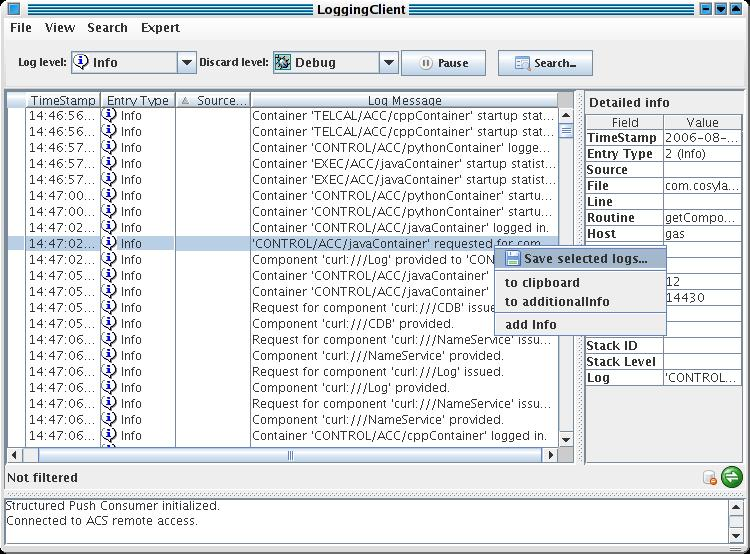 LoggingClient
File View Search Expert
Log level: Info Discard level: Debug Pause Search...
TimeStamp Entry Type Source... Log Message
14:46:56... Info Container 'TELCAL/ACC/cppContainer' startup stat...
14:46:56... Info Container 'TELCAL/ACC/cppContainer' startup stat...
14:46:57... Info Container 'CONTROL/ACC/pythonContainer' logge...
14:46:57... Info Container 'EXEC/ACC/javaContainer' startup statist...
14:46:57... Info Container 'EXEC/ACC/javaContainer' startup statist...
14:47:00... Info Container 'CONTROL/ACC/pythonContainer' startu...
14:47:00... Info Container 'CONTROL/ACC/pythonContainer' startu...
14:47:02... Info Container 'CONTROL/ACC/javaContainer' logged in.
14:47:02... Info 'CONTROL/ACC/javaContainer' requested for com
14:47:02... Info Component 'curl:///Log' provided to 'CON
14:47:05... Info Container 'CONTROL/ACC/javaContainer'
14:47:05... Info Container 'CONTROL/ACC/javaContainer'
14:47:05... Info Request for component 'curl:///CDB' issue
14:47:05... Info Component 'curl:///CDB' provided.
14:47:06... Info Request for component 'curl:///NameService' issu...
14:47:06... Info Component 'curl:///NameService' provided.
14:47:06... Info Request for component 'curl:///Log' issued.
14:47:06... Info Component 'curl:///Log' provided.
14:47:06... Info Request for component 'curl:///NameService' issu...
14:47:06... Info Component 'curl:///NameService' provided.
14:47:06... Info Container 'CONTROL/ACC/cppContainer' logged in.
Save selected logs...
to clipboard
to additionalInfo
add Info
Detailed info
Field Value
TimeStamp 2006-08-...
Entry Type 2 (Info)
Source
File com.cosyla...
Line
Routine getCompo...
Host gas
12
14430
Stack ID
Stack Level
Log 'CONTROL...
Not filtered
Structured Push Consumer initialized.
Connected to ACS remote access.